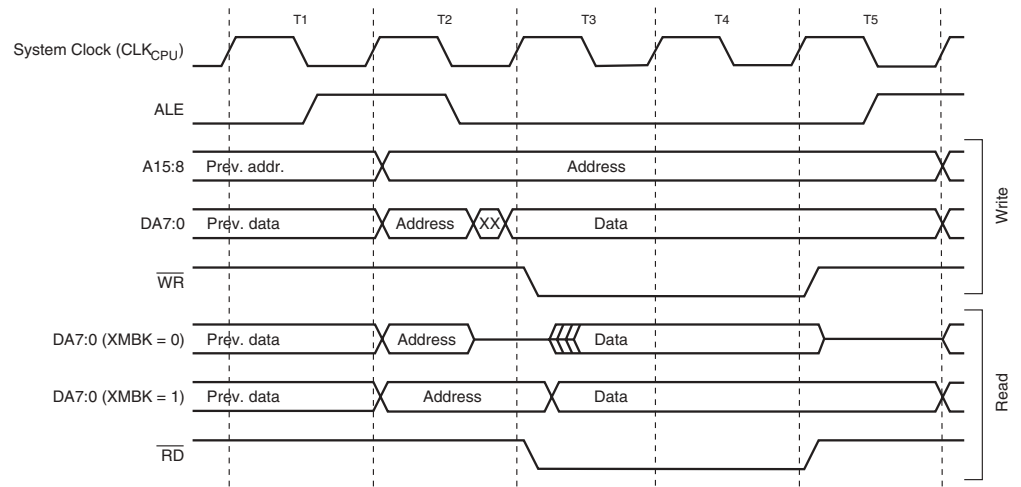 T1 T2 T3 T4 T5
System Clock (CLKCPU)
ALE
A15:8 Prev. addr. Address
DA7:0 Prev. data Address XX Data
WR
Write
DA7:0 (XMBK = 0) Prev. data Address Data
DA7:0 (XMBK = 1) Prev. data Address Data
RD
Read